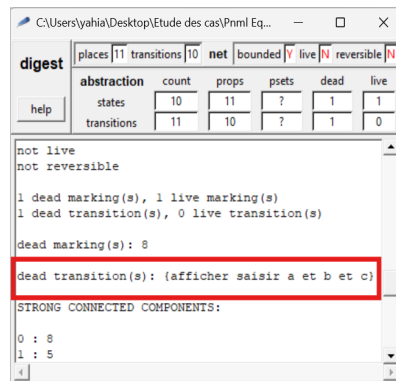 C:\Users\yahia\Desktop\Etude des cas\Pnml Eq...
digest places 11 transitions 10 net bounded Y live N reversible N
abstraction count props psets dead live
help states 10 11 ? 1 1
transitions 11 10 ? 1 0
not live
not reversible
1 dead marking(s), 1 live marking(s)
1 dead transition(s), 0 live transition(s)
dead marking(s): 8
dead transition(s): {afficher saisir a et b et c}
STRONG CONNECTED COMPONENTS:
0 : 8
1 : 5